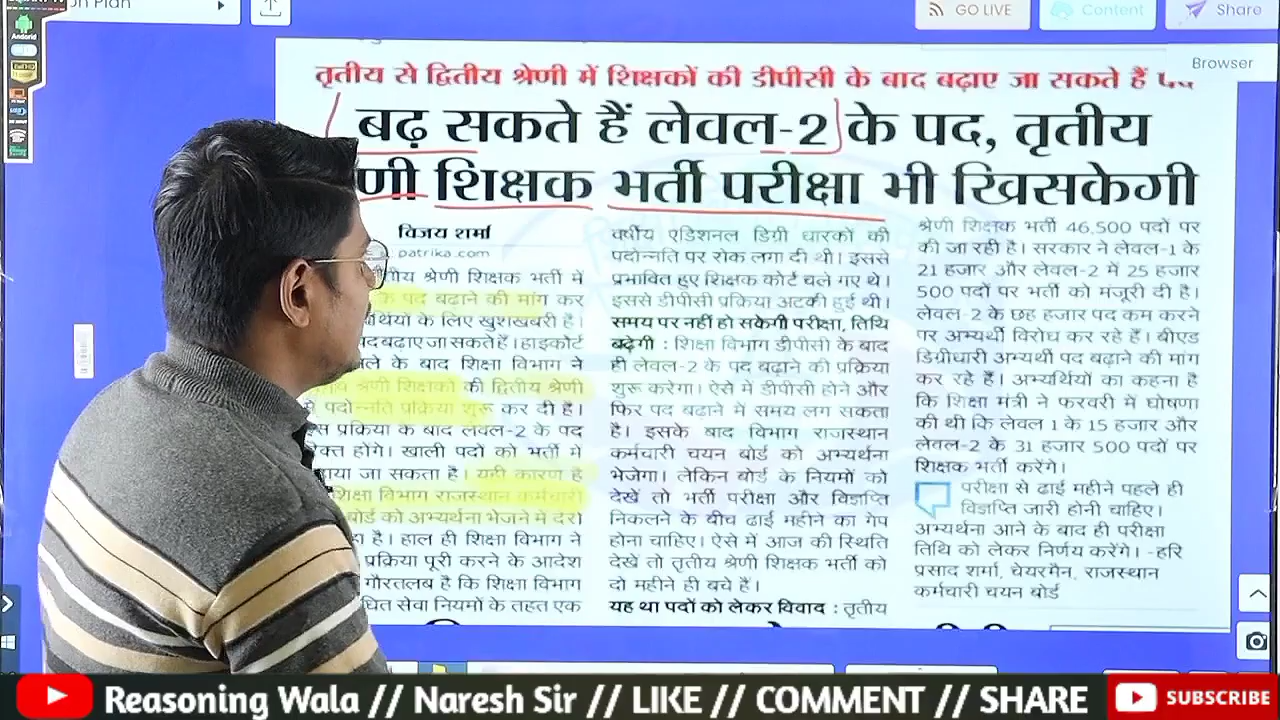 on Plan
GO LIVE
Content
Share
Browser
Android
तृतीय से द्वितीय श्रेणी में शिक्षकों की डीपीसी के बाद बढ़ाए जा सकते हैं
बढ़ सकते हैं लेवल-2 के पद, तृतीय
णी शिक्षक भर्ती परीक्षा भी खिसकेगी
विजय शर्मा
patrika.com
श्रेणी शिक्षक भर्ती में
के पद बढाने की मांग कर
र्थियों के लिए खुशखबरी है।
बढाए जा सकते हैं। हाइकोर्ट
के बाद शिक्षा विभाग ने
श्रेणी शिक्षकों की द्वितीय श्रेणी
पदोन्नति प्रक्रिया शुरू कर दी है।
प्रक्रिया के बाद लेवल-2 के पद
क्त होंगे। खाली पदों को भर्ती में
या जा सकता है। यही कारण है
शिक्षा विभाग राजस्थान कर्मचारी
बोर्ड को अभ्यर्थना भेजने में देरी
है। हाल ही शिक्षा विभाग ने
प्रक्रिया पूरी करने के आदेश
गौरतलब है कि शिक्षा विभाग
सेवा नियमों के तहत एक
वर्षीय एडिशनल डिग्री धारकों की
पदोन्नति पर रोक लगा दी थी। इससे
प्रभावित हुए शिक्षक कोर्ट चले गए थे।
इससे डीपीसी प्रक्रिया अटकी हुई थी।
समय पर नहीं हो सकेगी परीक्षा, तिथि
बढ़ेगी : शिक्षा विभाग डीपीसी के बाद
ही लेवल-2 के पद बढ़ाने की प्रक्रिया
शुरू करेगा। ऐसे में डीपीसी होने और
फिर पद बढाने में समय लग सकता
है। इसके बाद विभाग राजस्थान
कर्मचारी चयन बोर्ड को अभ्यर्थना
भेजेगा। लेकिन बोर्ड के नियमों को
देखें तो भर्ती परीक्षा और विज्ञप्ति
निकलने के बीच ढाई महीने का गेप
होना चाहिए। ऐसे में आज की स्थिति
देखें तो तृतीय श्रेणी शिक्षक भर्ती को
दो महीने ही बचे हैं।
यह था पदों को लेकर विवाद : तृतीय
श्रेणी शिक्षक भर्ती 46,500 पदों पर
की जा रही है। सरकार ने लेवल-1 के
21 हजार और लेवल-2 में 25 हजार
500 पदों पर भर्ती को मंजूरी दी है।
लेवल-2 के छह हजार पद कम करने
पर अभ्यर्थी विरोध कर रहे हैं। बीएड
डिग्रीधारी अभ्यर्थी पद बढ़ाने की मांग
कर रहे हैं। अभ्यर्थियों का कहना है
कि शिक्षा मंत्री ने फरवरी में घोषणा
की थी कि लेवल 1 के 15 हजार और
लेवल-2 के 31 हजार 500 पदों पर
शिक्षक भर्ती करेंगे।
परीक्षा से ढाई महीने पहले ही
विज्ञप्ति जारी होनी चाहिए।
अभ्यर्थना आने के बाद ही परीक्षा
तिथि को लेकर निर्णय करेंगे। -हरि
प्रसाद शर्मा, चेयरमैन, राजस्थान
कर्मचारी चयन बोर्ड
Reasoning Wala // Naresh Sir // LIKE // COMMENT // SHARE
SUBSCRIBE